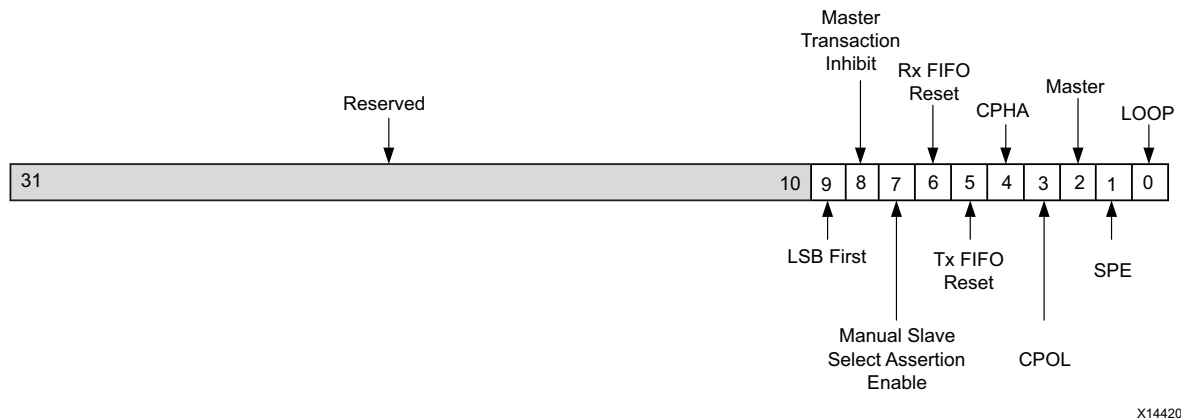 Master
Transaction
Inhibit
Rx FIFO
Reset
Reserved
CPHA
Master
LOOP
31
10
9
8
7
6
5
4
3
2
1
0
LSB First
Tx FIFO
Reset
SPE
Manual Slave
Select Assertion
Enable
CPOL
X14420